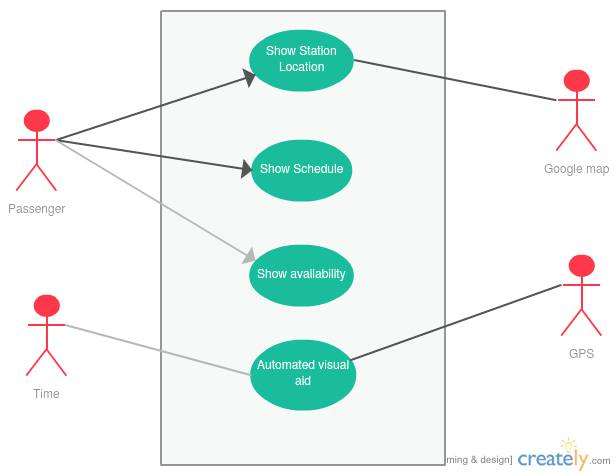 Show Station
Location
Google map
Passenger
Show Schedule
Show availability
Time
Automated visual
aid
GPS
ming & design]
creately.com